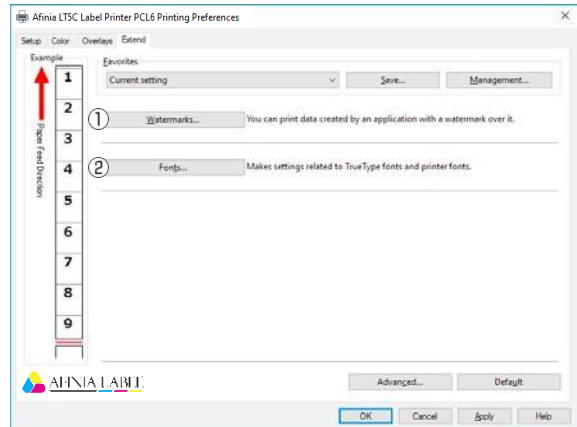 Afinia LT5C Label Printer PCL6 Printing Preferences
Setup Color Overlays Extend
Example
Paper Feed Direction
1
2
3
4
5
6
7
8
9
Favorites
Current setting
Save...
Management...
① Watermarks... You can print data created by an application with a watermark over it.
② Fonts... Makes settings related to TrueType fonts and printer fonts.
AFINIA LABEL
Advanced...
Default
OK
Cancel
Apply
Help